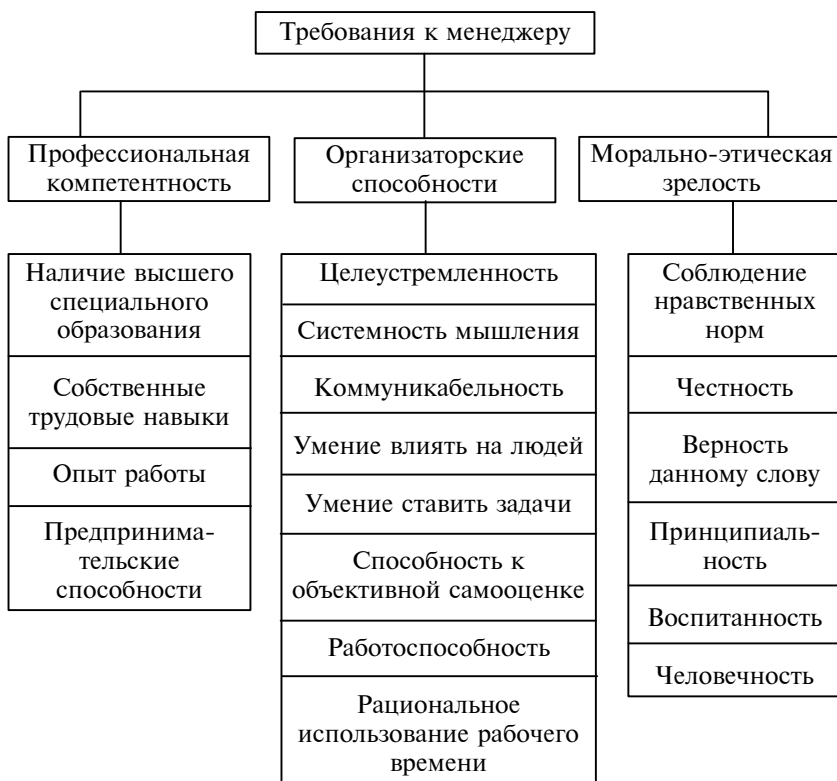 Требования к менеджеру
Профессиональная
компетентность
Организаторские
способности
Морально-этическая
зрелость
Наличие высшего
специального
образования
Собственные
трудовые навыки
Опыт работы
Предпринима-
тельские
способности
Целеустремленность
Системность мышления
Коммуникабельность
Умение влиять на людей
Умение ставить задачи
Способность к
объективной самооценке
Работоспособность
Рациональное
использование рабочего
времени
Соблюдение
нравственных
норм
Честность
Верность
данному слову
Принципиаль-
ность
Воспитанность
Человечность